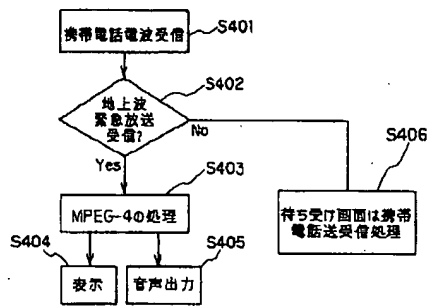 携帯電話電波受信
S401
地上波
緊急放送
受信?
S402
No
Yes
S403
MPEG-4の処理
S406
待ち受け画面は携帯
電話送受信処理
S404
表示
S405
音声出力